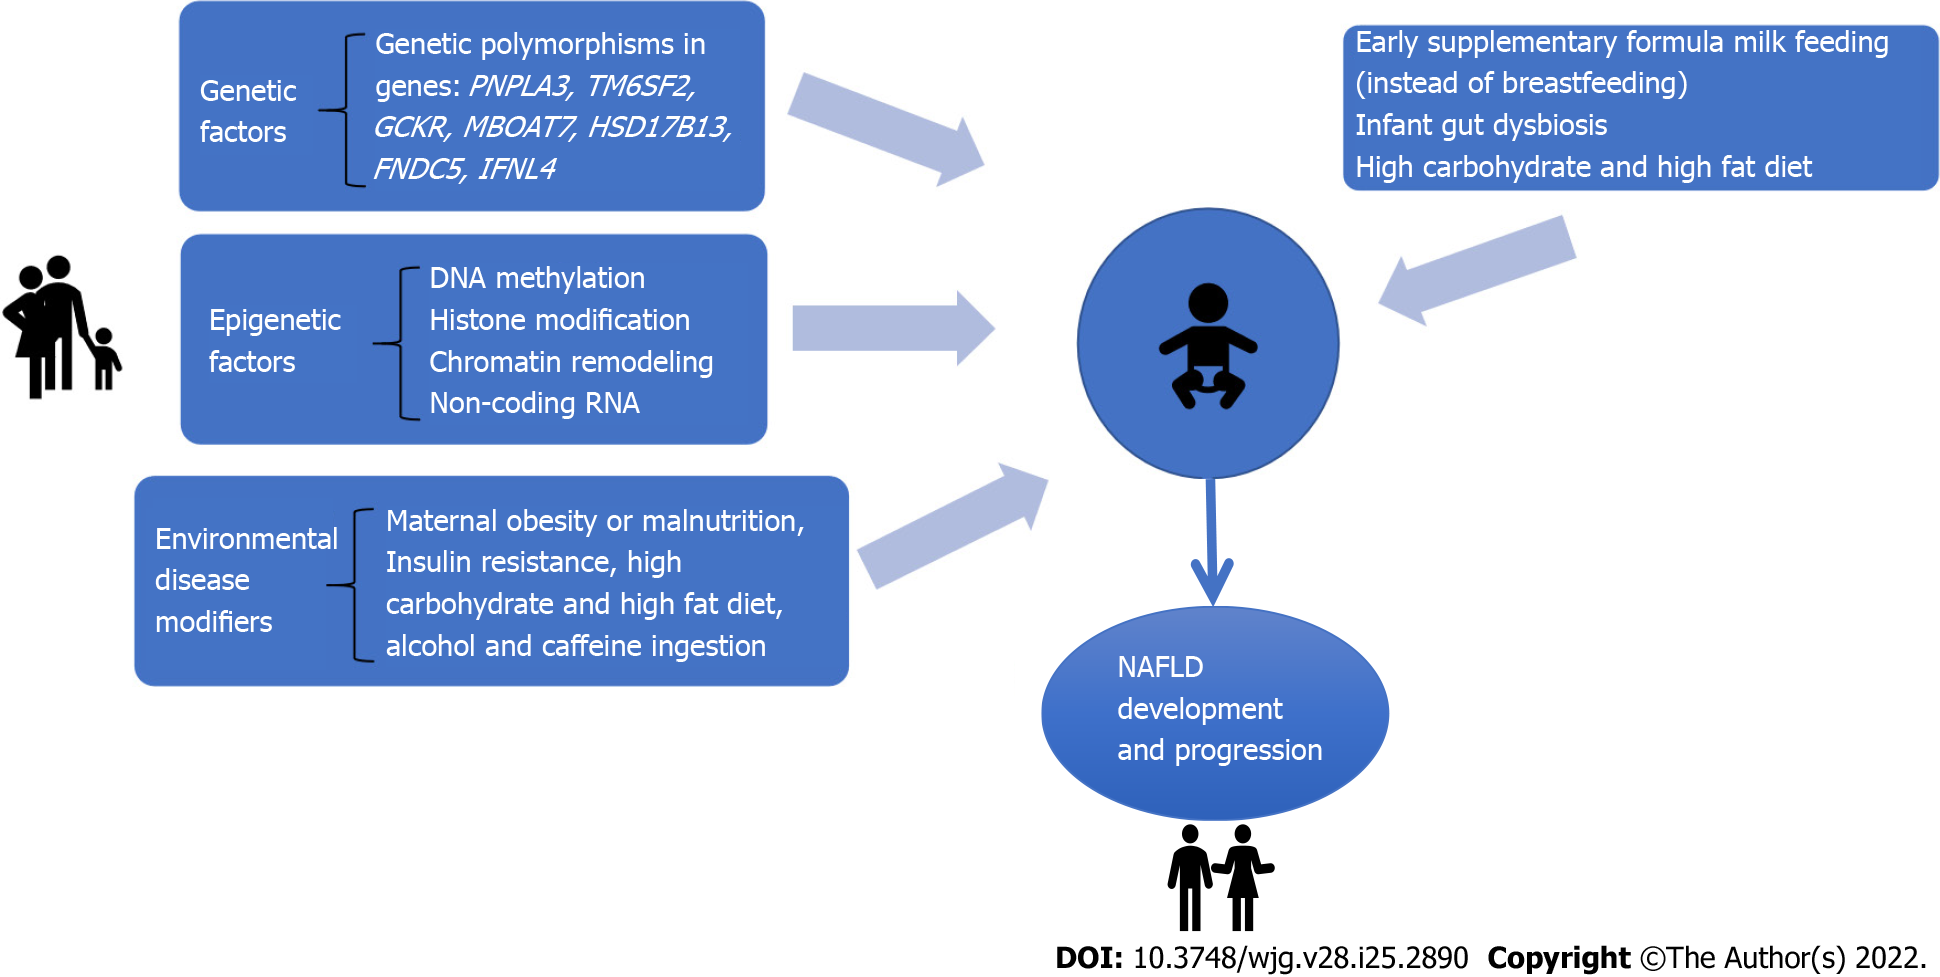 Genetic
factors
Genetic polymorphisms in
genes: PNPLA3, TM6SF2,
GCKR, MBOAT7, HSD17B13,
FNDC5, IFNL4
Early supplementary formula milk feeding
(instead of breastfeeding)
Infant gut dysbiosis
High carbohydrate and high fat diet
Epigenetic
factors
DNA methylation
Histone modification
Chromatin remodeling
Non-coding RNA
Environmental
disease
modifiers
Maternal obesity or malnutrition,
Insulin resistance, high
carbohydrate and high fat diet,
alcohol and caffeine ingestion
NAFLD
development
and progression
DOI: 10.3748/wjg.v28.i25.2890 Copyright ©The Author(s) 2022.